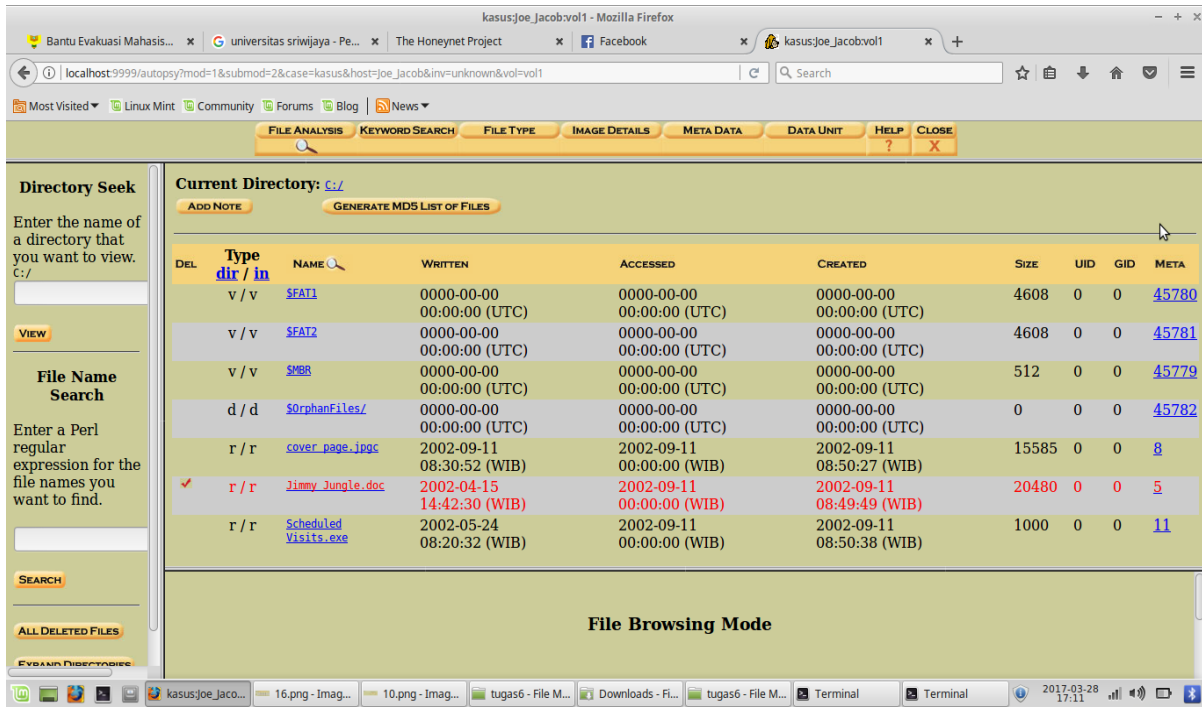 kasus:Joe_Jacob:vol1 - Mozilla Firefox
Bantu Evakuasi Mahasis... x
universitas sriwijaya - Pe... x
The Honeynet Project x
Facebook x
kasus:Joe_Jacob:vol1 x
localhost:9999/autopsy?mod=1&submod=2&case=kasus&host=Joe_Jacob&inv=unknown&vol=vol1
Search
Most Visited Linux Mint Community Forums Blog News
FILE ANALYSIS KEYWORD SEARCH FILE TYPE IMAGE DETAILS META DATA DATA UNIT HELP CLOSE
? X
Directory Seek
Enter the name of
a directory that
you want to view.
C:/
VIEW
File Name
Search
Enter a Perl
regular
expression for the
file names you
want to find.
SEARCH
ALL DELETED FILES
EXPAND DIRECTORIES
Current Directory: C:/
ADD NOTE GENERATE MD5 LIST OF FILES
DEL Type dir / in NAME WRITTEN ACCESSED CREATED SIZE UID GID META
v / v $FAT1 0000-00-00 00:00:00 (UTC) 0000-00-00 00:00:00 (UTC) 0000-00-00 00:00:00 (UTC) 4608 0 0 45780
v / v $FAT2 0000-00-00 00:00:00 (UTC) 0000-00-00 00:00:00 (UTC) 0000-00-00 00:00:00 (UTC) 4608 0 0 45781
v / v $MBR 0000-00-00 00:00:00 (UTC) 0000-00-00 00:00:00 (UTC) 0000-00-00 00:00:00 (UTC) 512 0 0 45779
d / d $OrphanFiles/ 0000-00-00 00:00:00 (UTC) 0000-00-00 00:00:00 (UTC) 0000-00-00 00:00:00 (UTC) 0 0 0 45782
r / r cover page.jpgc 2002-09-11 08:30:52 (WIB) 2002-09-11 00:00:00 (WIB) 2002-09-11 08:50:27 (WIB) 15585 0 0 8
r / r Jimmy Jungle.doc 2002-04-15 14:42:30 (WIB) 2002-09-11 00:00:00 (WIB) 2002-09-11 08:49:49 (WIB) 20480 0 0 5
r / r Scheduled Visits.exe 2002-05-24 08:20:32 (WIB) 2002-09-11 00:00:00 (WIB) 2002-09-11 08:50:38 (WIB) 1000 0 0 11
File Browsing Mode
kasus:Joe_Jaco... 16.png - Imag... 10.png - Imag... tugas6 - File M... Downloads - Fi... tugas6 - File M... Terminal Terminal
2017-03-28
17:11